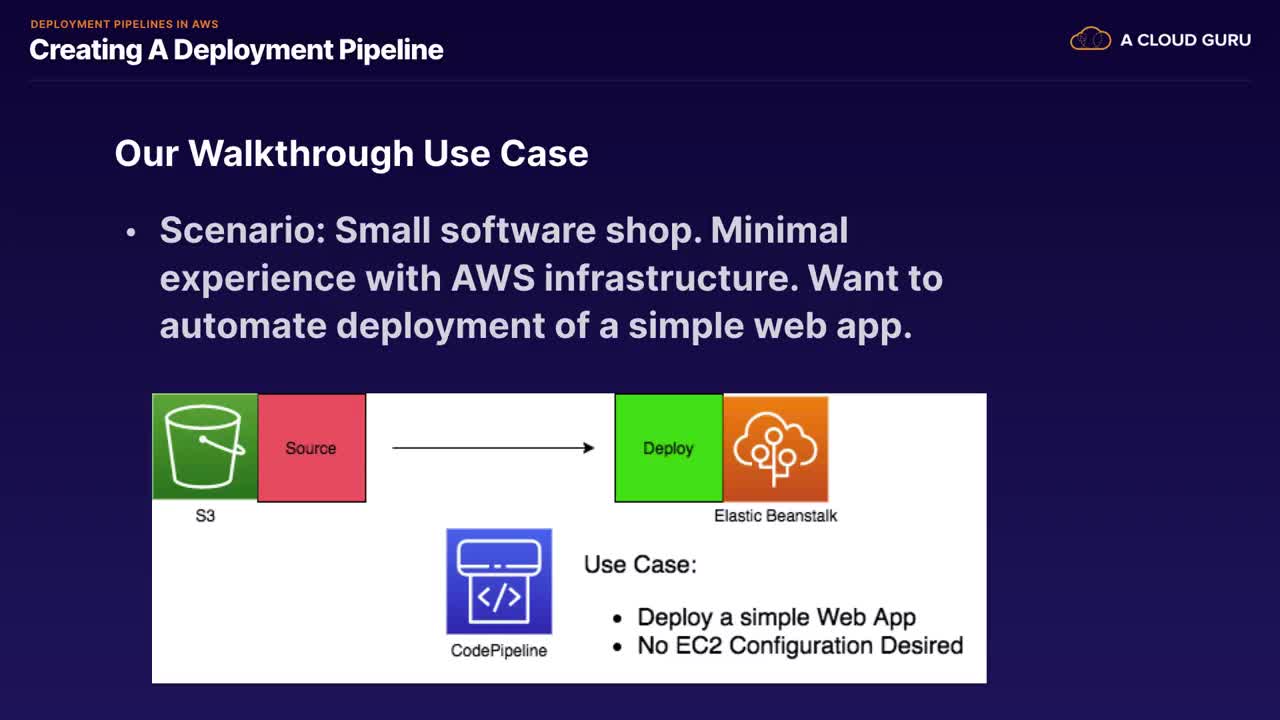 DEPLOYMENT PIPELINES IN AWS
Creating A Deployment Pipeline
A CLOUD GURU
Our Walkthrough Use Case
• Scenario: Small software shop. Minimal
experience with AWS infrastructure. Want to
automate deployment of a simple web app.
Source
Deploy
S3
Elastic Beanstalk
</>
CodePipeline
Use Case:
• Deploy a simple Web App
• No EC2 Configuration Desired